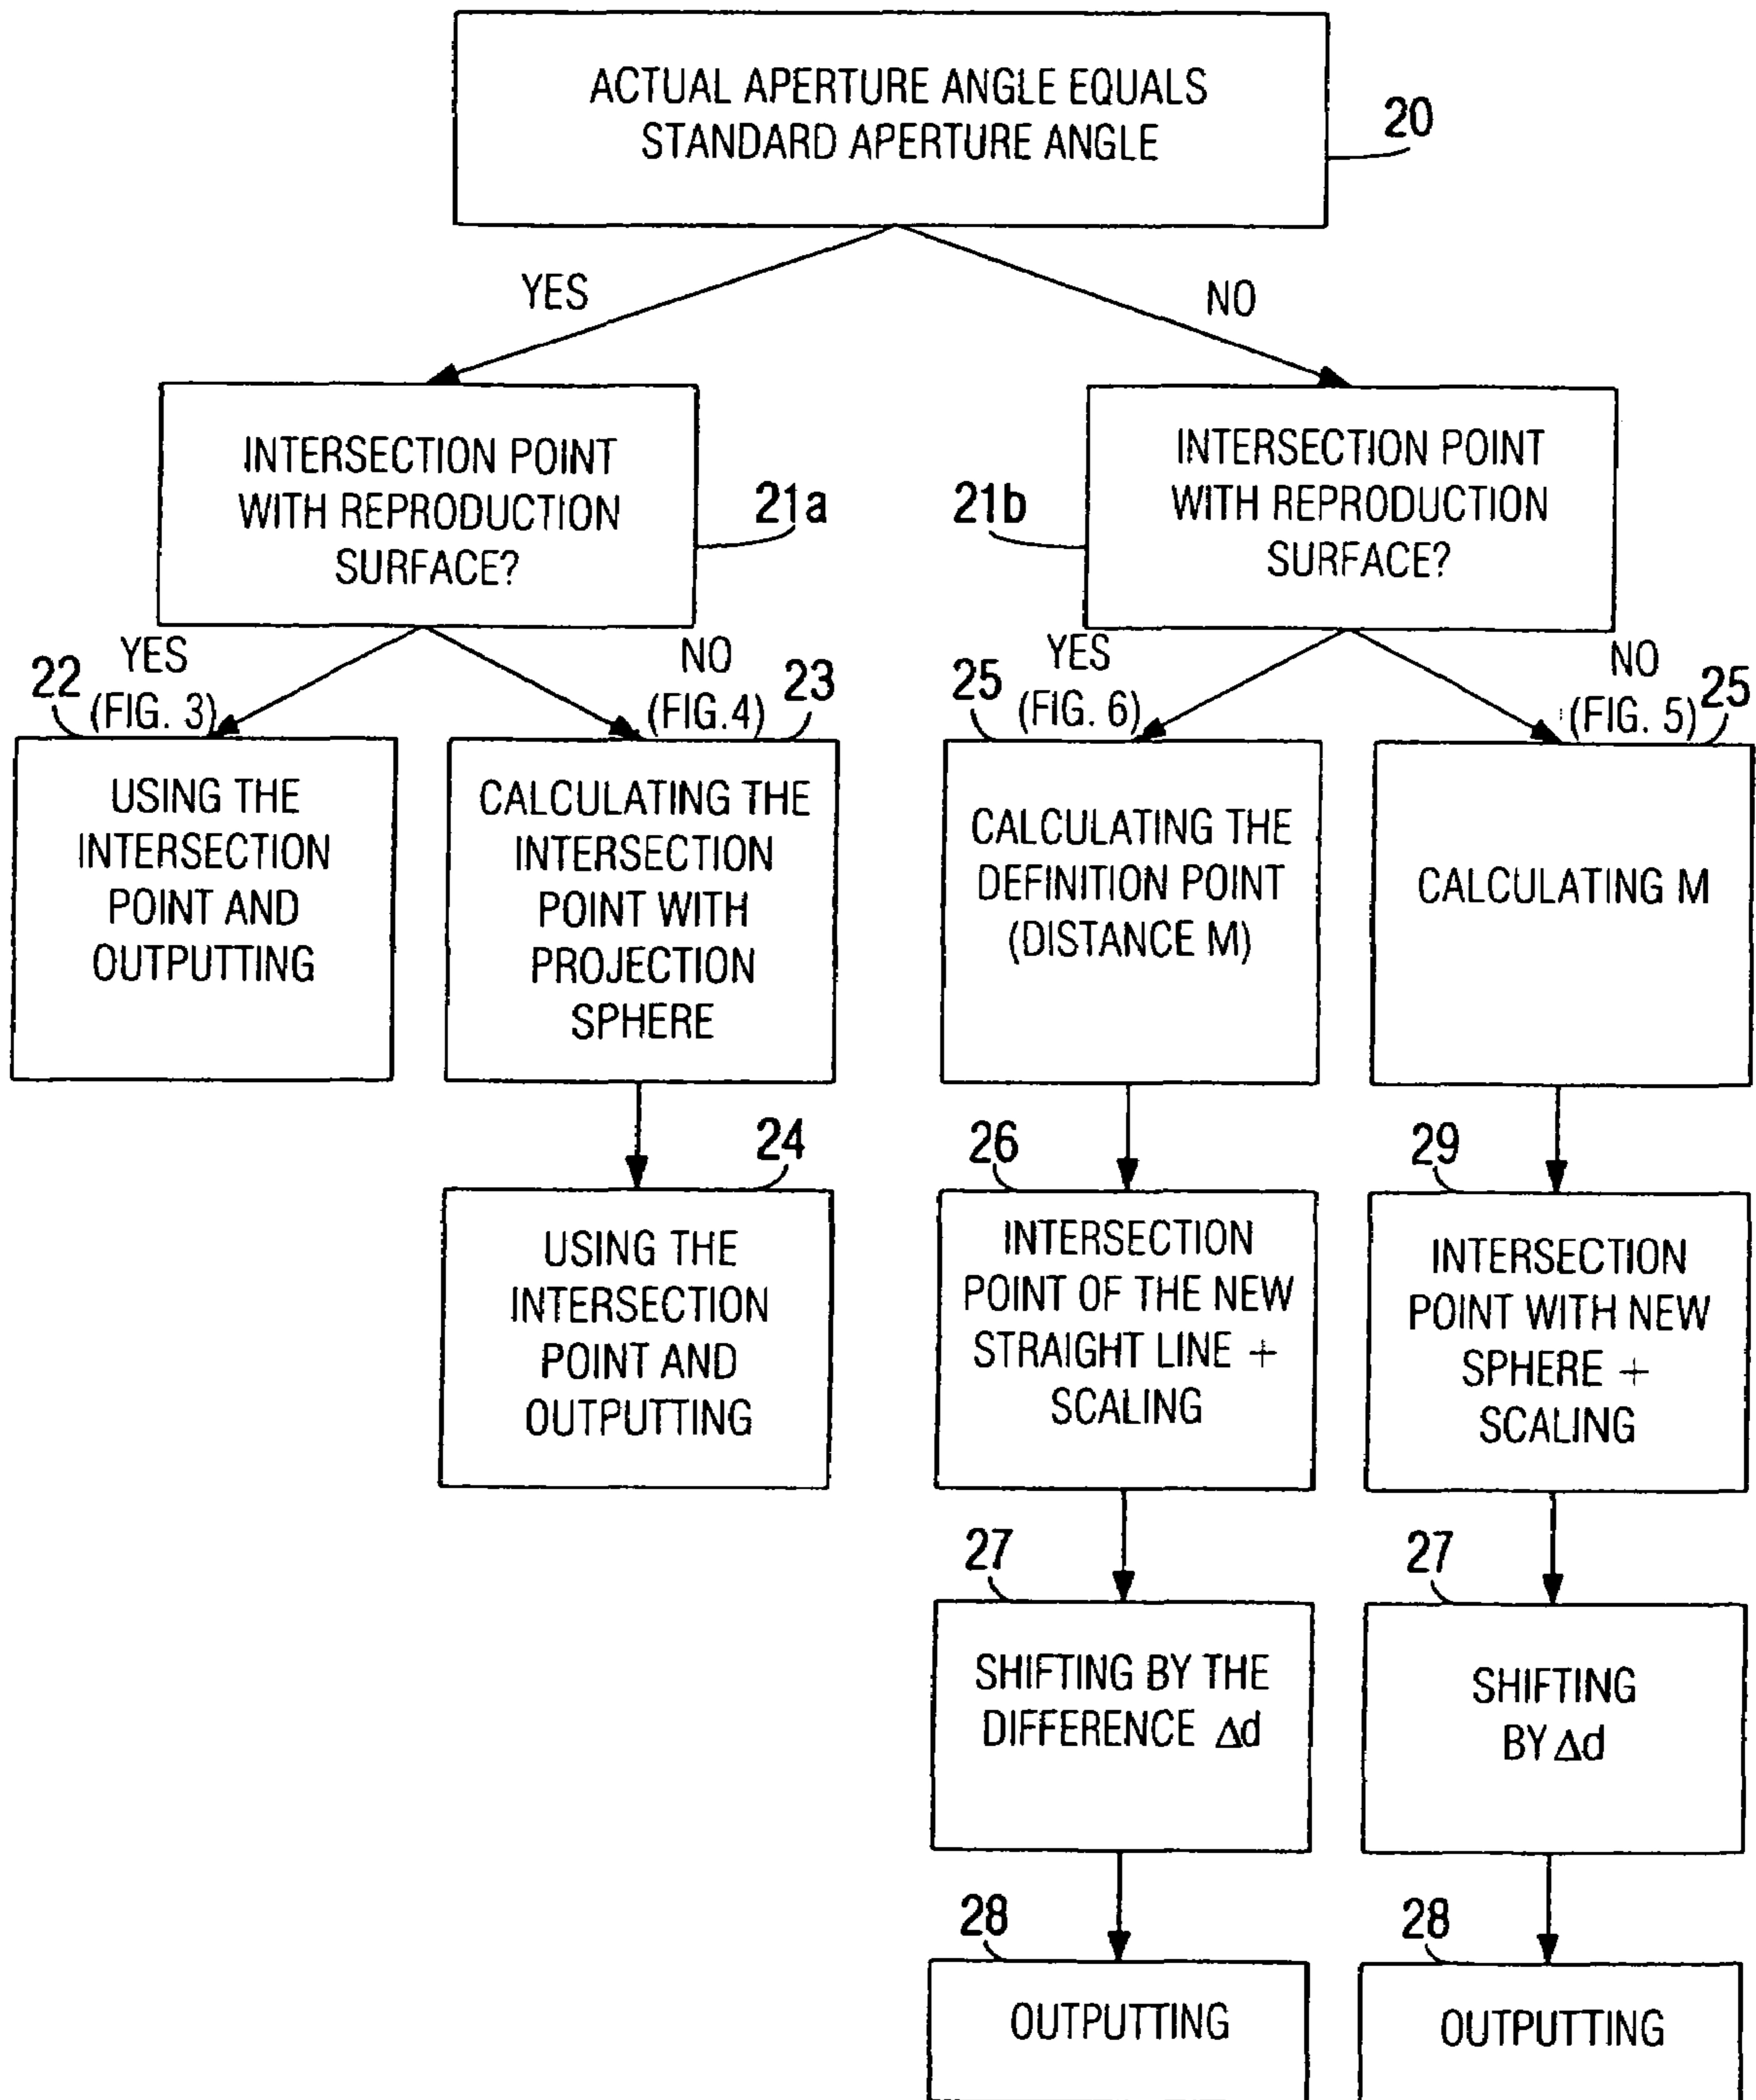 ACTUAL APERTURE ANGLE EQUALS
STANDARD APERTURE ANGLE
20
YES
NO
INTERSECTION POINT
WITH REPRODUCTION
SURFACE?
21a
21b
INTERSECTION POINT
WITH REPRODUCTION
SURFACE?
22
YES
(FIG. 3)
NO
(FIG.4)
23
25
YES
(FIG. 6)
NO
(FIG. 5)
25
USING THE
INTERSECTION
POINT AND
OUTPUTTING
CALCULATING THE
INTERSECTION
POINT WITH
PROJECTION
SPHERE
CALCULATING THE
DEFINITION POINT
(DISTANCE M)
CALCULATING M
24
USING THE
INTERSECTION
POINT AND
OUTPUTTING
26
INTERSECTION
POINT OF THE NEW
STRAIGHT LINE +
SCALING
29
INTERSECTION
POINT WITH NEW
SPHERE +
SCALING
27
SHIFTING BY THE
DIFFERENCE Δd
27
SHIFTING
BY Δd
28
OUTPUTTING
28
OUTPUTTING